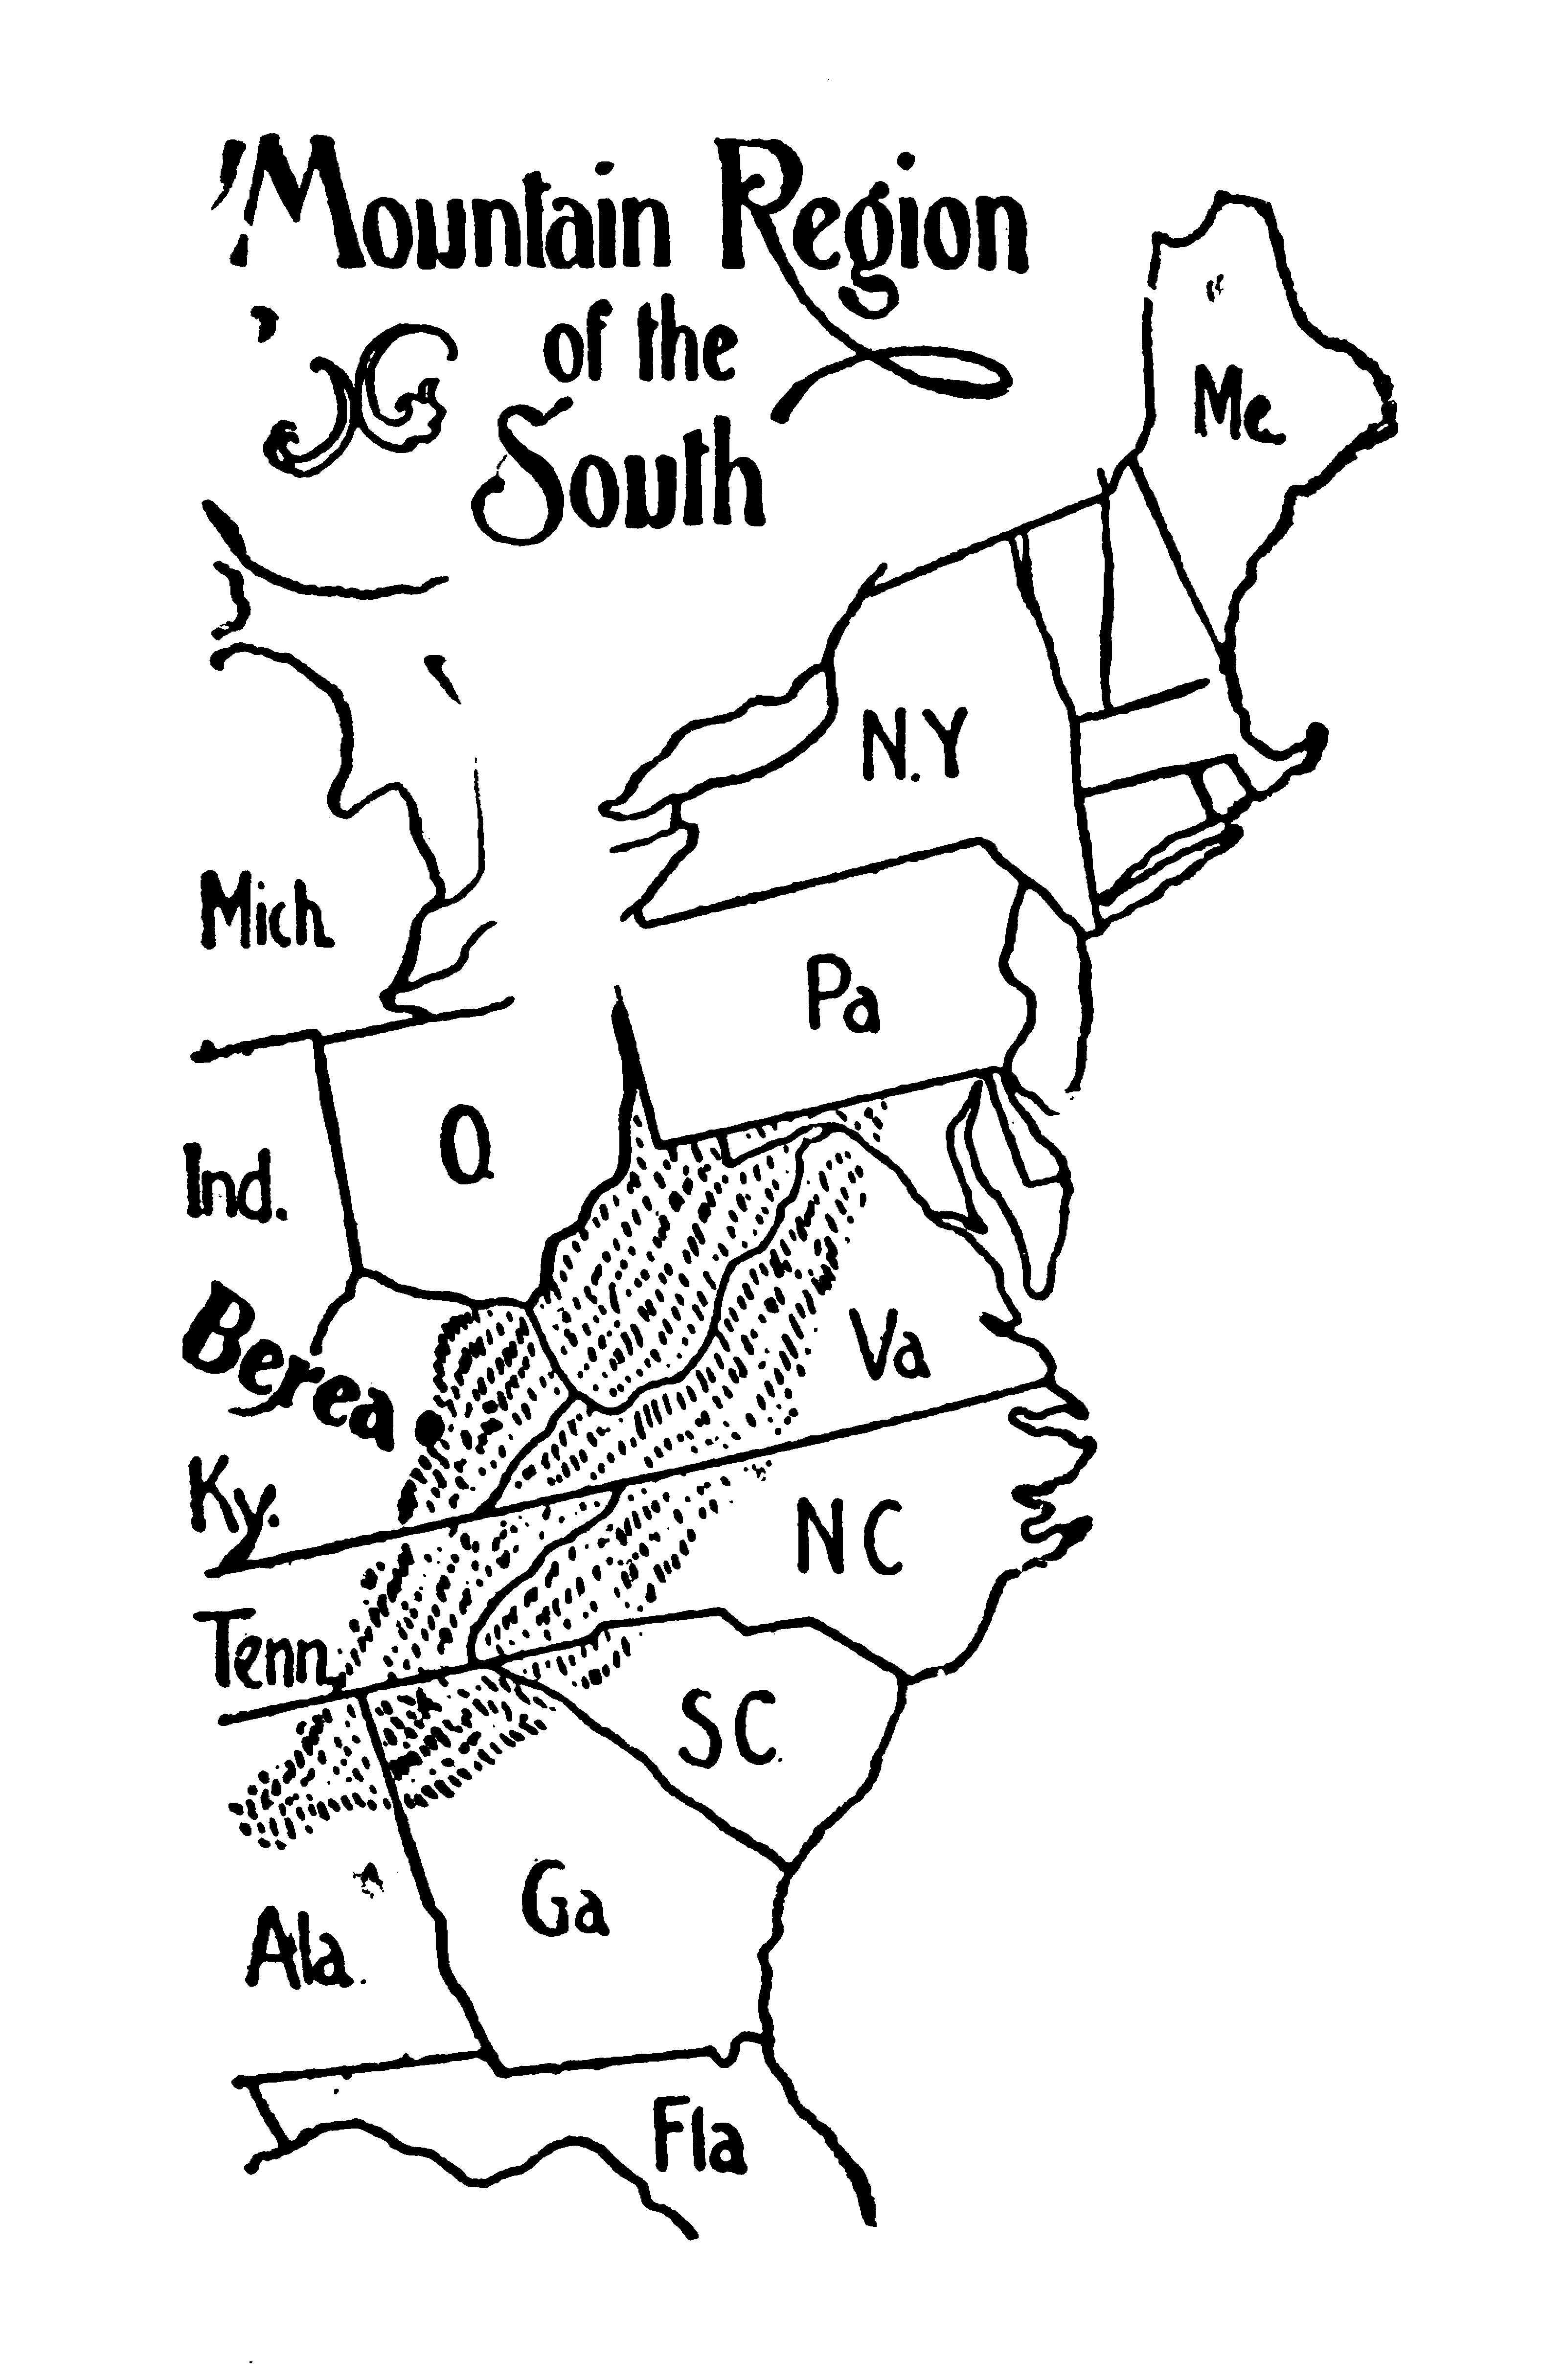 Mountain Region
of the
South
Me
N.Y
Mich
Pa
O
Ind.
Berea
Va
Ky.
NC
Tenn.
SC.
Ga
Ala.
Fla